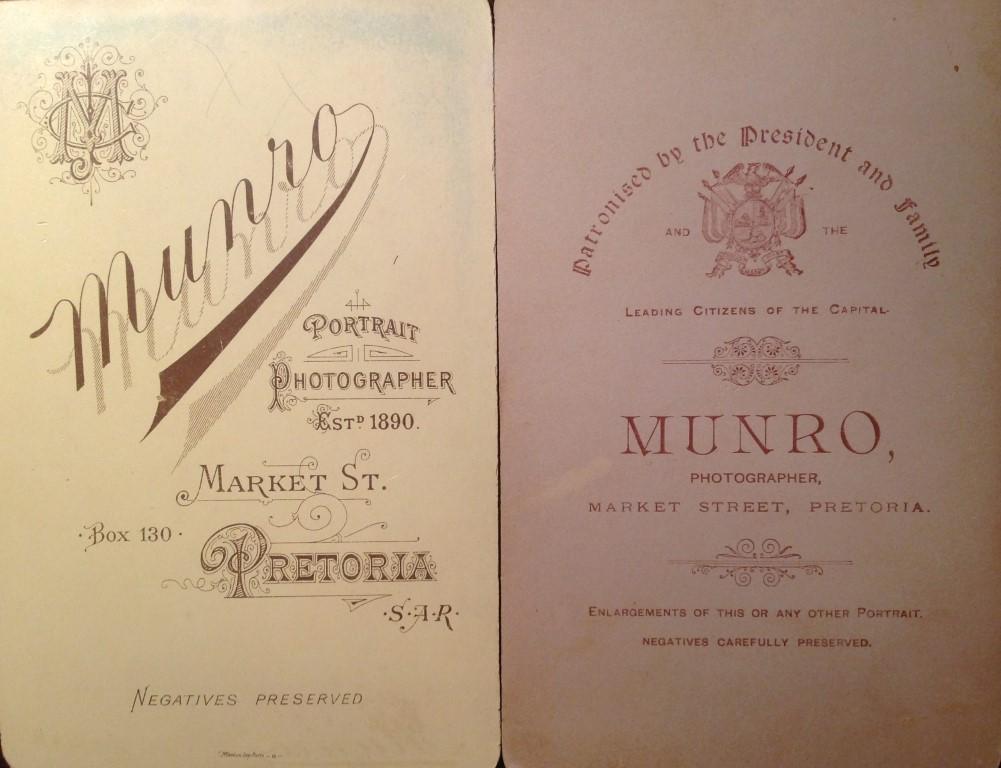 Munro
PORTRAIT
PHOTOGRAPHER
ESTD 1890.
MARKET ST.
·BOX 130·
PRETORIA
·S·A·R·
NEGATIVES PRESERVED
Patronised by the President and Family
AND THE
LEADING CITIZENS OF THE CAPITAL.
MUNRO,
PHOTOGRAPHER,
MARKET STREET, PRETORIA.
ENLARGEMENTS OF THIS OR ANY OTHER PORTRAIT.
NEGATIVES CAREFULLY PRESERVED.